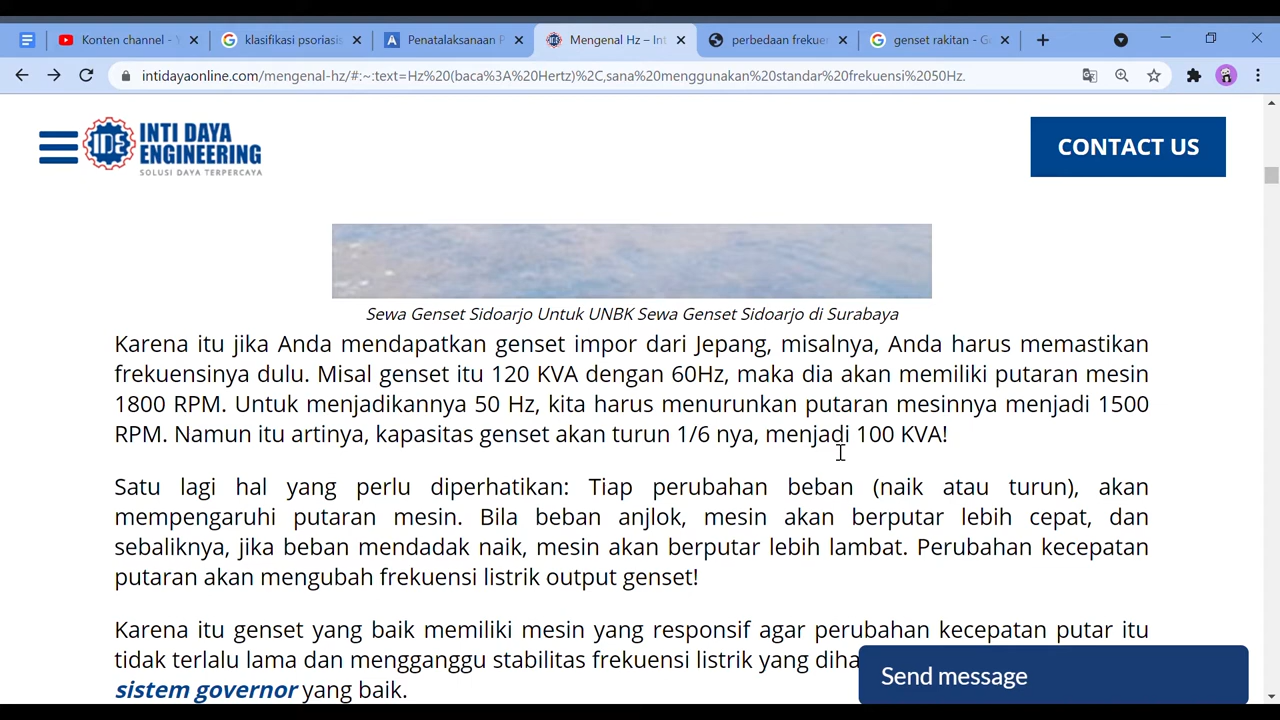 Konten channel - Y
klasifikasi psoriasis
Penatalaksanaan P
Mengenal Hz – Int
perbedaan frekue
genset rakitan - G
intidayaonline.com/mengenal-hz/#:~:text=Hz%20(baca%3A%20Hertz)%2C,sana%20menggunakan%20standar%20frekuensi%2050Hz.
IDE
INTI DAYA
ENGINEERING
SOLUSI DAYA TERPERCAYA
CONTACT US
Sewa Genset Sidoarjo Untuk UNBK Sewa Genset Sidoarjo di Surabaya
Karena itu jika Anda mendapatkan genset impor dari Jepang, misalnya, Anda harus memastikan
frekuensinya dulu. Misal genset itu 120 KVA dengan 60Hz, maka dia akan memiliki putaran mesin
1800 RPM. Untuk menjadikannya 50 Hz, kita harus menurunkan putaran mesinnya menjadi 1500
RPM. Namun itu artinya, kapasitas genset akan turun 1/6 nya, menjadi 100 KVA!
Satu lagi hal yang perlu diperhatikan: Tiap perubahan beban (naik atau turun), akan
mempengaruhi putaran mesin. Bila beban anjlok, mesin akan berputar lebih cepat, dan
sebaliknya, jika beban mendadak naik, mesin akan berputar lebih lambat. Perubahan kecepatan
putaran akan mengubah frekuensi listrik output genset!
Karena itu genset yang baik memiliki mesin yang responsif agar perubahan kecepatan putar itu
tidak terlalu lama dan mengganggu stabilitas frekuensi listrik yang diha
sistem governor yang baik.
Send message